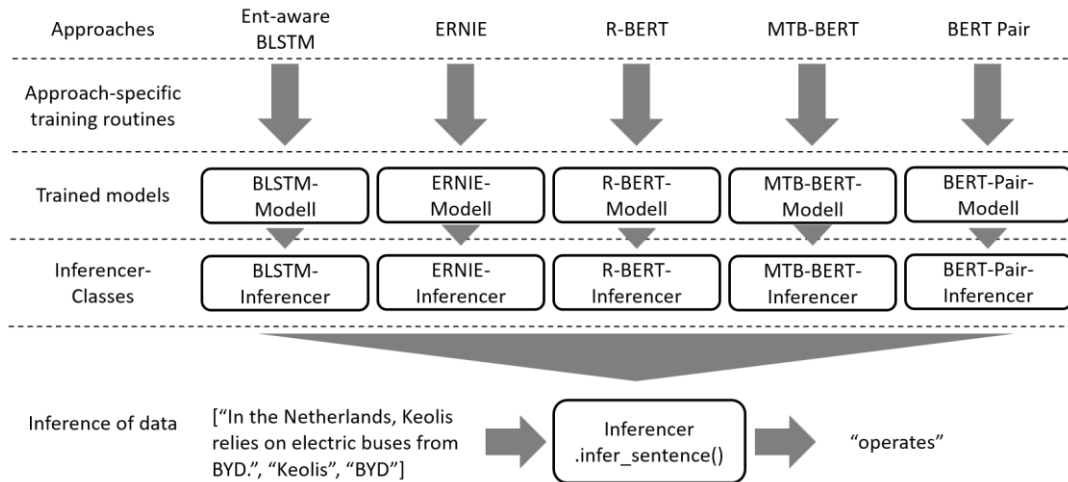 Approaches
Ent-aware
BLSTM
ERNIE
R-BERT
MTB-BERT
BERT Pair
Approach-specific
training routines
Trained models
BLSTM-
Modell
ERNIE-
Modell
R-BERT-
Modell
MTB-BERT-
Modell
BERT-Pair-
Modell
Inferencer-
Classes
BLSTM-
Inferencer
ERNIE-
Inferencer
R-BERT-
Inferencer
MTB-BERT-
Inferencer
BERT-Pair-
Inferencer
Inference of data
[“In the Netherlands, Keolis
relies on electric buses from
BYD.”, “Keolis”, “BYD”]
Inferencer
.infer_sentence()
“operates”